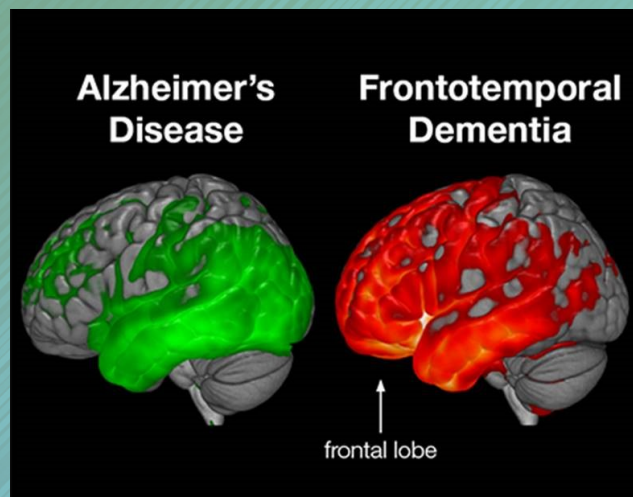 Alzheimer's
Disease
Frontotemporal
Dementia
frontal lobe